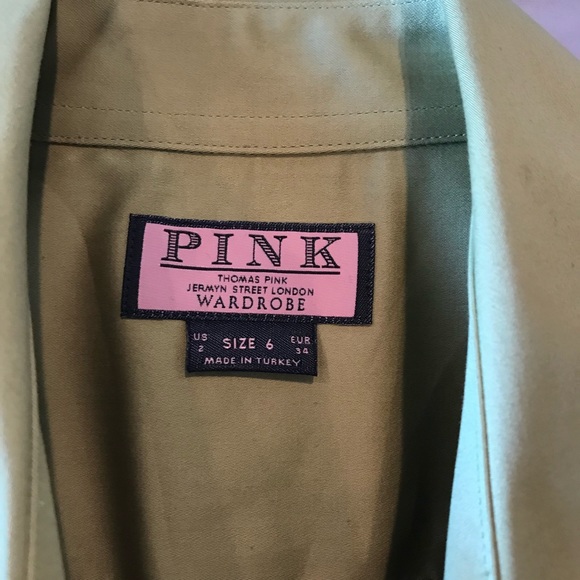 PINK
THOMAS PINK
JERMYN STREET LONDON
WARDROBE
US 2 SIZE 6 EUR 34
MADE IN TURKEY